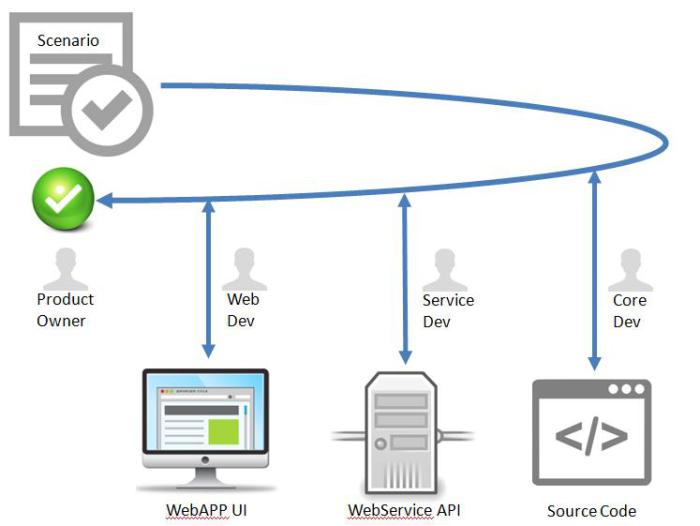 Scenario
Product
Owner
Web
Dev
Service
Dev
Core
Dev
WebAPP UI
WebService API
Source Code